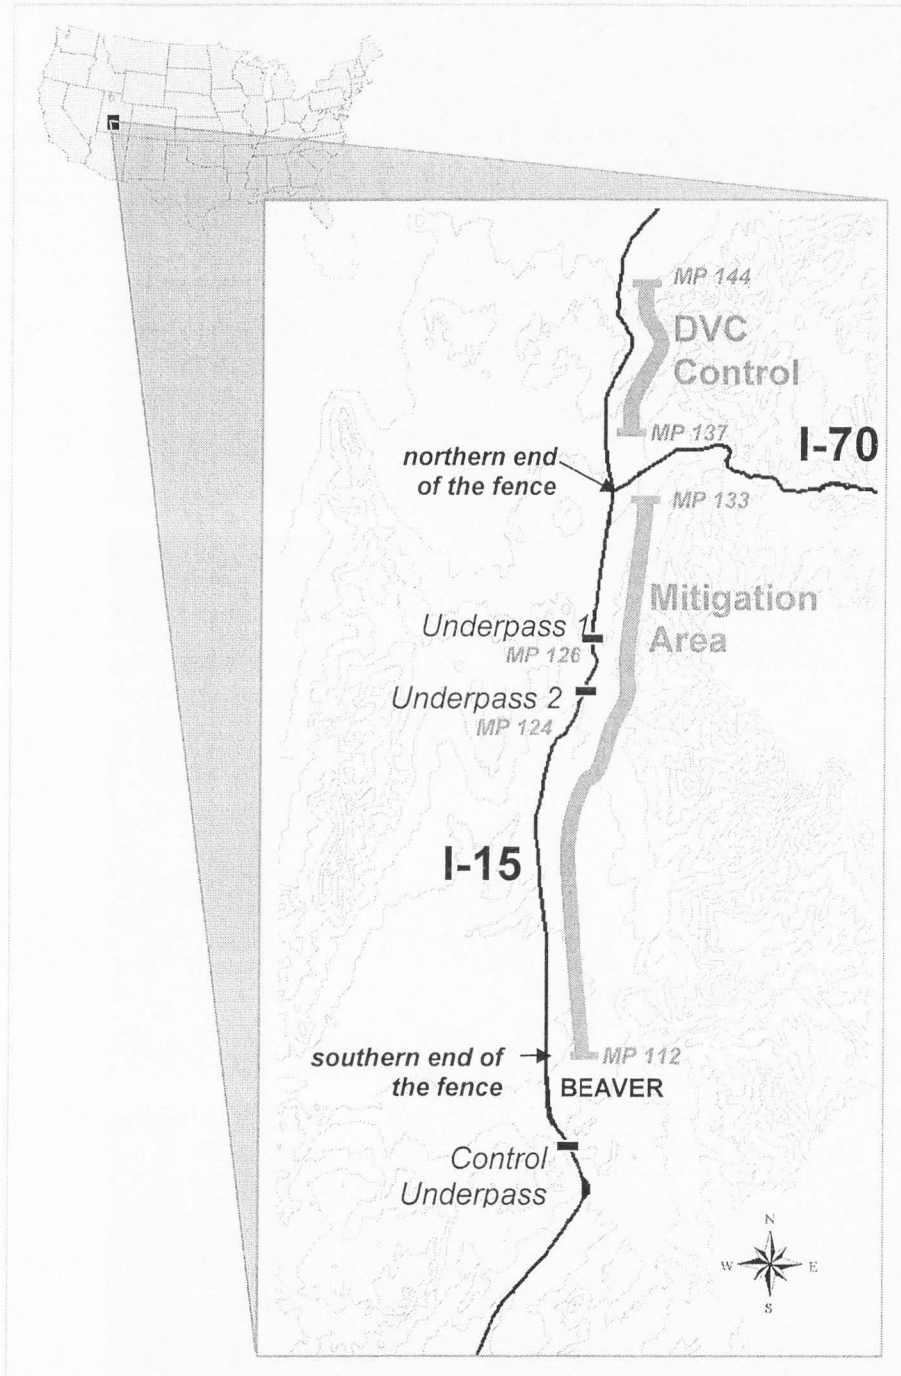 MP 144
DVC
Control
MP 137
I-70
northern end
of the fence
MP 133
Mitigation
Area
Underpass 1
MP 126
Underpass 2
MP 124
I-15
southern end of
the fence
MP 112
BEAVER
Control
Underpass
N
W E
S